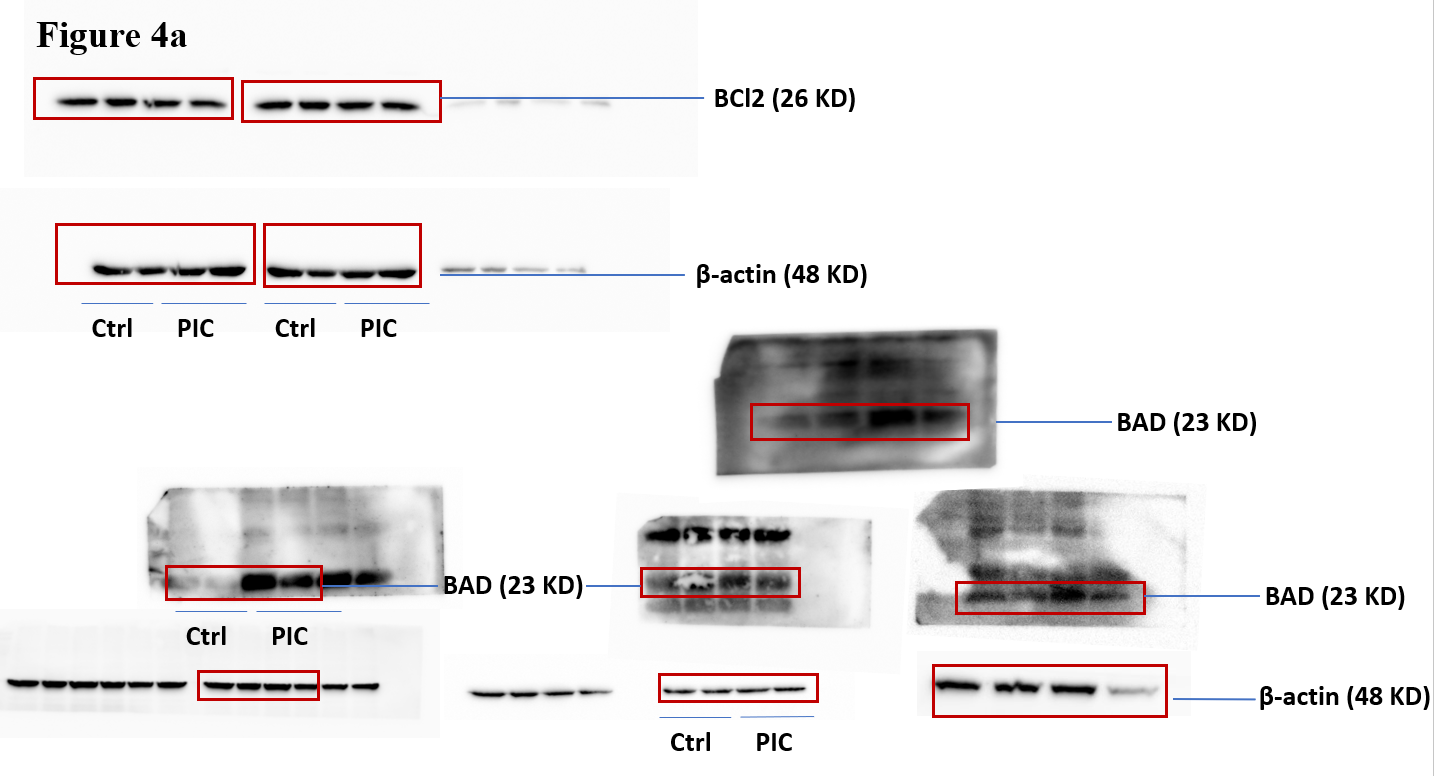 Figure 4a
BCl2 (26 KD)
β-actin (48 KD)
Ctrl PIC Ctrl PIC
BAD (23 KD)
BAD (23 KD)
BAD (23 KD)
Ctrl PIC
β-actin (48 KD)
Ctrl PIC